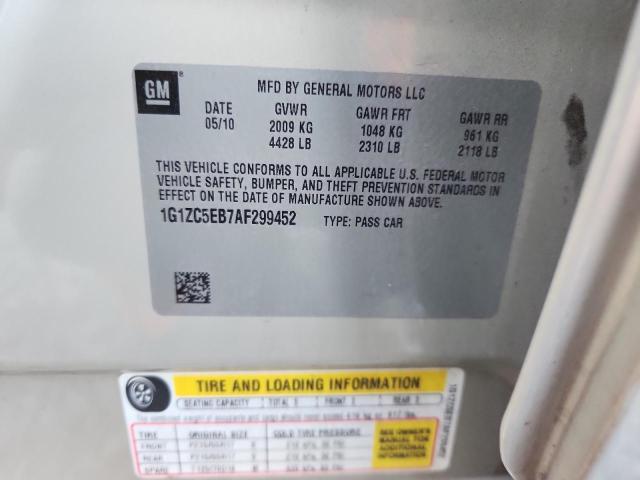 GM
MFD BY GENERAL MOTORS LLC
DATE GVWR GAWR FRT GAWR RR
05/10 2009 KG 1048 KG 961 KG
4428 LB 2310 LB 2118 LB
THIS VEHICLE CONFORMS TO ALL APPLICABLE U.S. FEDERAL MOTOR
VEHICLE SAFETY, BUMPER, AND THEFT PREVENTION STANDARDS IN
EFFECT ON THE DATE OF MANUFACTURE SHOWN ABOVE.
1G1ZC5EB7AF299452 TYPE: PASS CAR
TIRE AND LOADING INFORMATION
SEATING CAPACITY TOTAL 5 FRONT 2 REAR 3
TIRE ORIGINAL SIZE COLD TIRE PRESSURE
FRONT
REAR
SPARE
SEE OWNER'S
MANUAL FOR
ADDITIONAL
INFORMATION